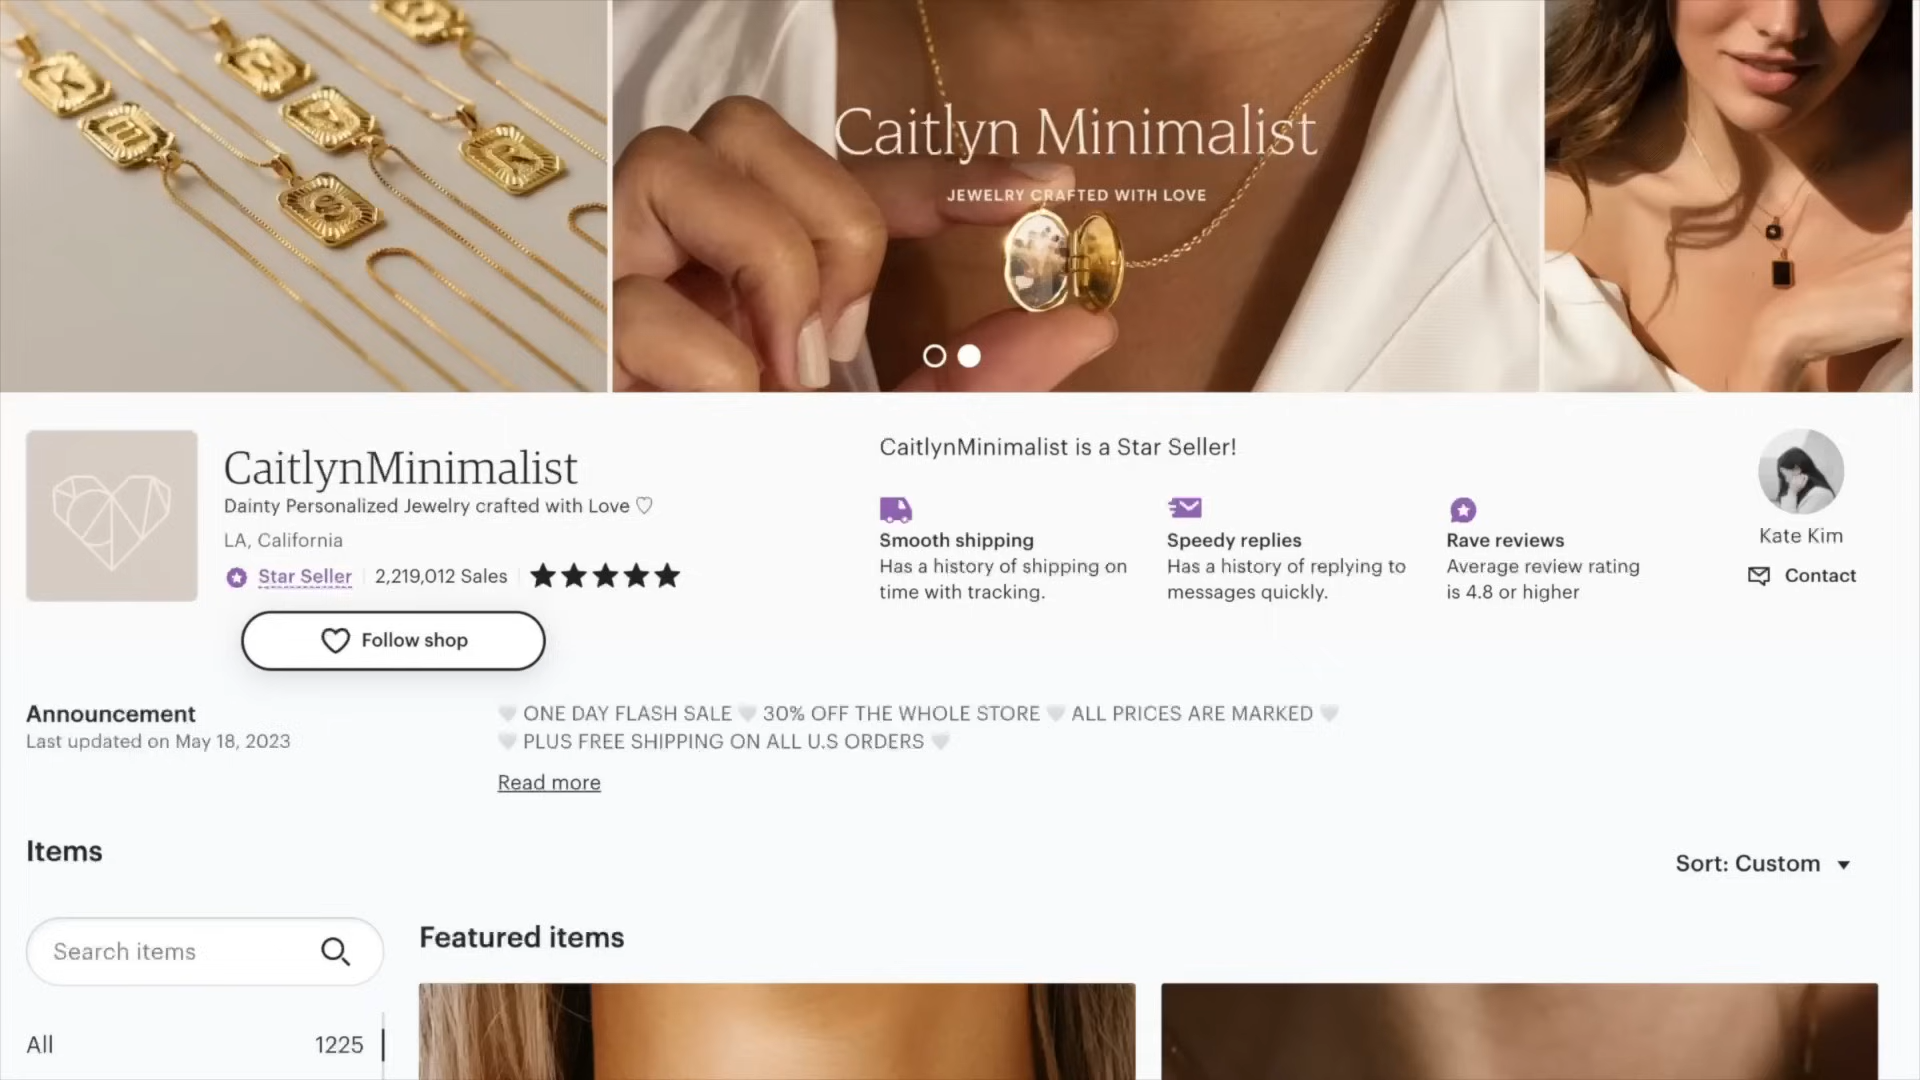 Caitlyn Minimalist
JEWELRY CRAFTED WITH LOVE
CaitlynMinimalist
Dainty Personalized Jewelry crafted with Love ♡
LA, California
Star Seller
2,219,012 Sales
Follow shop
CaitlynMinimalist is a Star Seller!
Smooth shipping
Has a history of shipping on
time with tracking.
Speedy replies
Has a history of replying to
messages quickly.
Rave reviews
Average review rating
is 4.8 or higher
Kate Kim
Contact
Announcement
Last updated on May 18, 2023
🤍 ONE DAY FLASH SALE 🤍 30% OFF THE WHOLE STORE 🤍 ALL PRICES ARE MARKED 🤍
🤍 PLUS FREE SHIPPING ON ALL U.S ORDERS 🤍
Read more
Items
Sort: Custom
Search items
Featured items
All 1225